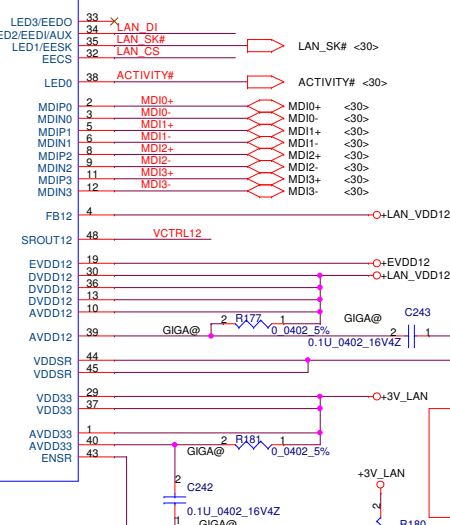 LED3/EEDO 33
ED2/EEDI/AUX 34 LAN_DI
LED1/EESK 35 LAN_SK# LAN_SK# <30>
EECS 32 LAN_CS
LED0 38 ACTIVITY# ACTIVITY# <30>
MDIP0 2 MDI0+ MDI0+ <30>
MDIN0 3 MDI0- MDI0- <30>
MDIP1 5 MDI1+ MDI1+ <30>
MDIN1 6 MDI1- MDI1- <30>
MDIP2 8 MDI2+ MDI2+ <30>
MDIN2 9 MDI2- MDI2- <30>
MDIP3 11 MDI3+ MDI3+ <30>
MDIN3 12 MDI3- MDI3- <30>
FB12 4 +LAN_VDD12
SROUT12 48 VCTRL12
EVDD12 19 +EVDD12
DVDD12 30 +LAN_VDD12
DVDD12 36
DVDD12 13
AVDD12 10
2 R177 1 C243
GIGA@ GIGA@
AVDD12 39 0_0402_5% 2 1
0.1U_0402_16V4Z
VDDSR 44
VDDSR 45
VDD33 29 +3V_LAN
VDD33 37
AVDD33 1
AVDD33 40 2 R181 1
GIGA@ 0_0402_5%
ENSR 43
+3V_LAN
2 C242
2
0.1U_0402_16V4Z
1 GIGA@ R180